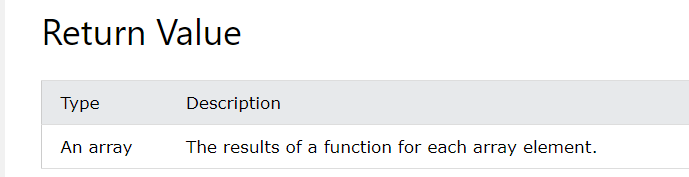 Return Value
Type Description
An array The results of a function for each array element.